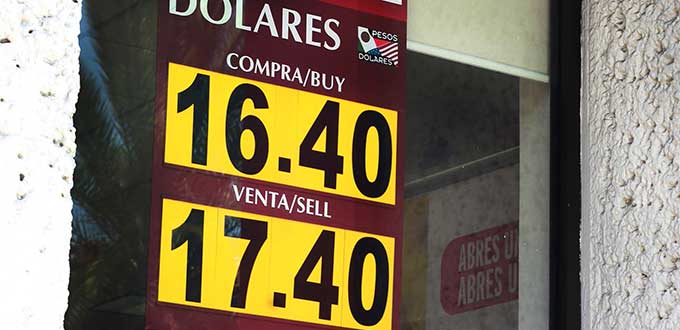 DOLARES
PESOS
DOLARES
COMPRA/BUY
16.40
VENTA/SELL
17.40
ABRES U
ABRES U